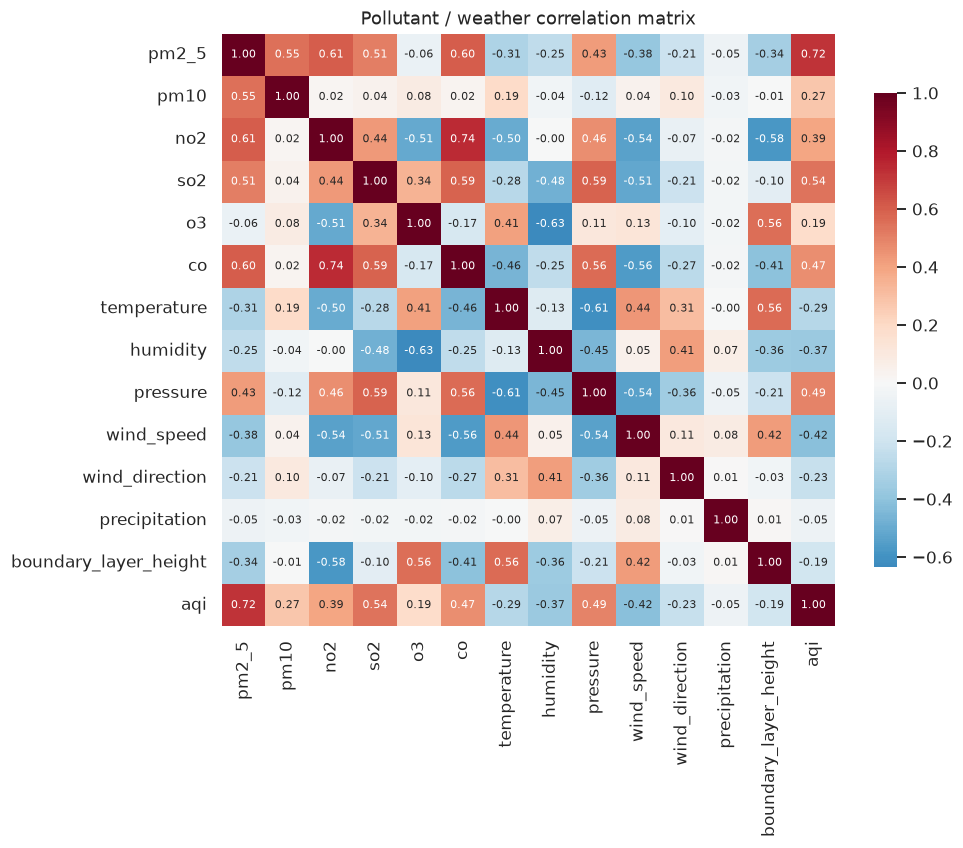 Pollutant / weather correlation matrix
pm2_5 1.00 0.55 0.61 0.51 -0.06 0.60 -0.31 -0.25 0.43 -0.38 -0.21 -0.05 -0.34 0.72
pm10 0.55 1.00 0.02 0.04 0.08 0.02 0.19 -0.04 -0.12 0.04 0.10 -0.03 -0.01 0.27
no2 0.61 0.02 1.00 0.44 -0.51 0.74 -0.50 -0.00 0.46 -0.54 -0.07 -0.02 -0.58 0.39
so2 0.51 0.04 0.44 1.00 0.34 0.59 -0.28 -0.48 0.59 -0.51 -0.21 -0.02 -0.10 0.54
o3 -0.06 0.08 -0.51 0.34 1.00 -0.17 0.41 -0.63 0.11 0.13 -0.10 -0.02 0.56 0.19
co 0.60 0.02 0.74 0.59 -0.17 1.00 -0.46 -0.25 0.56 -0.56 -0.27 -0.02 -0.41 0.47
temperature -0.31 0.19 -0.50 -0.28 0.41 -0.46 1.00 -0.13 -0.61 0.44 0.31 -0.00 0.56 -0.29
humidity -0.25 -0.04 -0.00 -0.48 -0.63 -0.25 -0.13 1.00 -0.45 0.05 0.41 0.07 -0.36 -0.37
pressure 0.43 -0.12 0.46 0.59 0.11 0.56 -0.61 -0.45 1.00 -0.54 -0.36 -0.05 -0.21 0.49
wind_speed -0.38 0.04 -0.54 -0.51 0.13 -0.56 0.44 0.05 -0.54 1.00 0.11 0.08 0.42 -0.42
wind_direction -0.21 0.10 -0.07 -0.21 -0.10 -0.27 0.31 0.41 -0.36 0.11 1.00 0.01 -0.03 -0.23
precipitation -0.05 -0.03 -0.02 -0.02 -0.02 -0.02 -0.00 0.07 -0.05 0.08 0.01 1.00 0.01 -0.05
boundary_layer_height -0.34 -0.01 -0.58 -0.10 0.56 -0.41 0.56 -0.36 -0.21 0.42 -0.03 0.01 1.00 -0.19
aqi 0.72 0.27 0.39 0.54 0.19 0.47 -0.29 -0.37 0.49 -0.42 -0.23 -0.05 -0.19 1.00
pm2_5
pm10
no2
so2
o3
co
temperature
humidity
pressure
wind_speed
wind_direction
precipitation
boundary_layer_height
aqi
1.0
0.8
0.6
0.4
0.2
0.0
−0.2
−0.4
−0.6